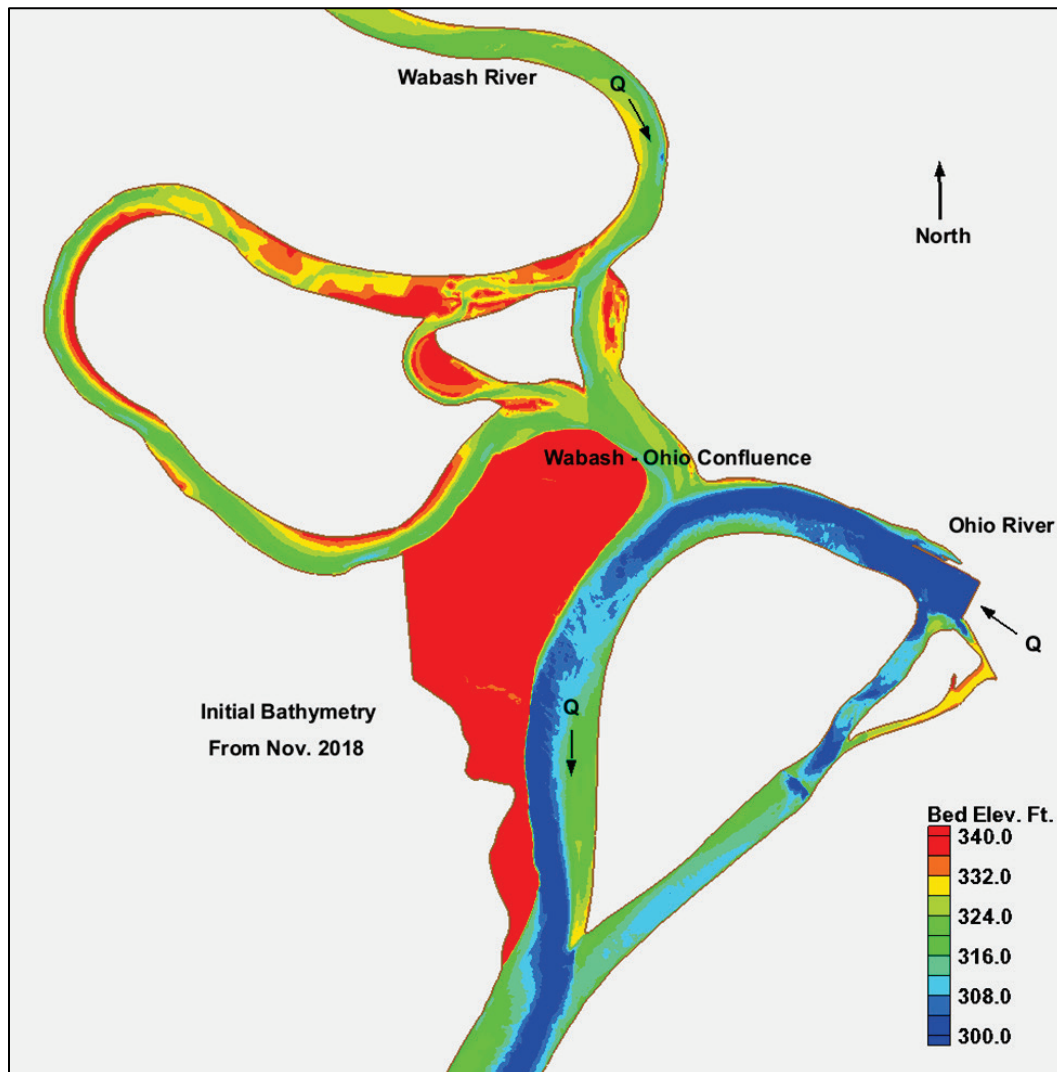 Wabash River
Q
North
Wabash - Ohio Confluence
Ohio River
Q
Initial Bathymetry
From Nov. 2018
Q
Bed Elev. Ft.
340.0
332.0
324.0
316.0
308.0
300.0